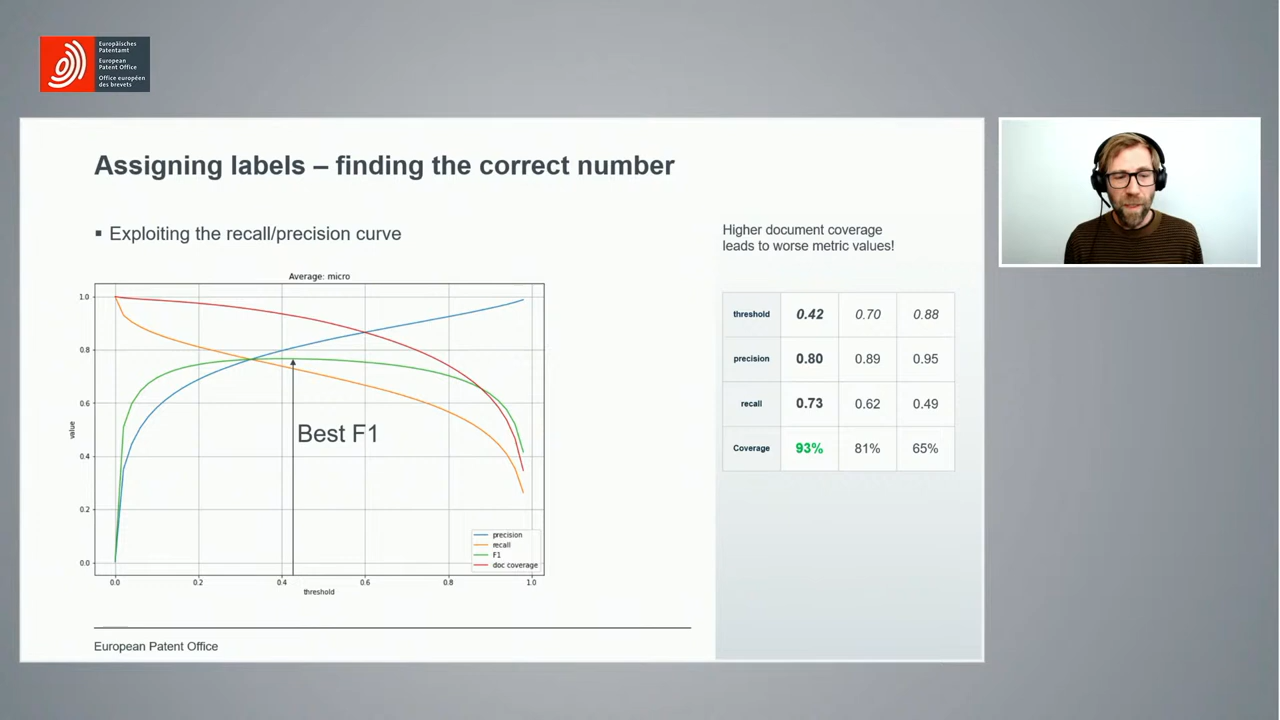 Europäisches
Patentamt
European
Patent Office
Office européen
des brevets
Assigning labels – finding the correct number
▪ Exploiting the recall/precision curve
Average: micro
1.0
0.8
0.6
0.4
0.2
0.0
value
0.0 0.2 0.4 0.6 0.8 1.0
threshold
Best F1
precision
recall
F1
doc coverage
Higher document coverage
leads to worse metric values!
threshold 0.42 0.70 0.88
precision 0.80 0.89 0.95
recall 0.73 0.62 0.49
Coverage 93% 81% 65%
European Patent Office